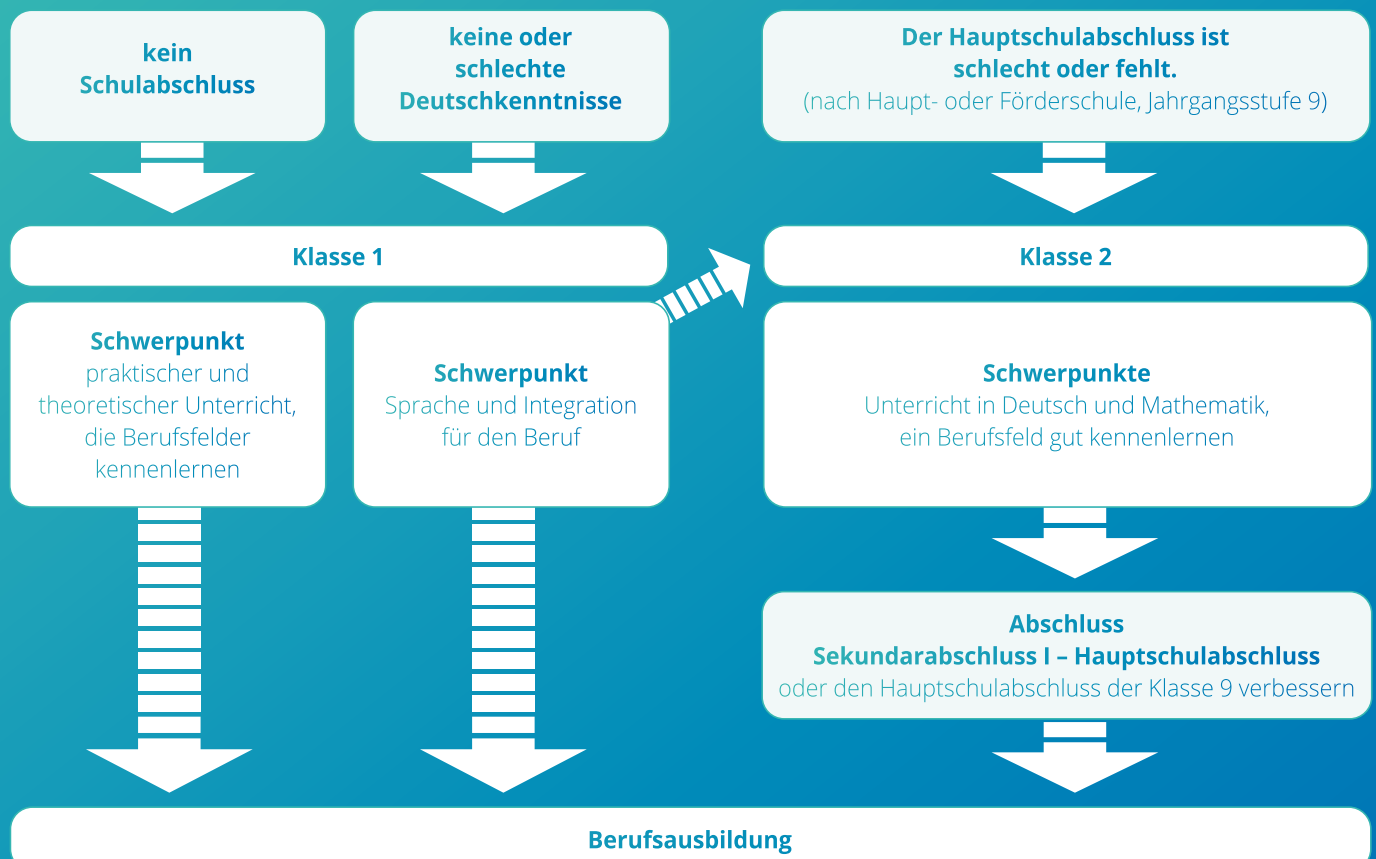 kein
Schulabschluss
keine oder
schlechte
Deutschkenntnisse
Der Hauptschulabschluss ist
schlecht oder fehlt.
(nach Haupt- oder Förderschule, Jahrgangsstufe 9)
Klasse 1
Klasse 2
Schwerpunkt
praktischer und
theoretischer Unterricht,
die Berufsfelder
kennenlernen
Schwerpunkt
Sprache und Integration
für den Beruf
Schwerpunkte
Unterricht in Deutsch und Mathematik,
ein Berufsfeld gut kennenlernen
Abschluss
Sekundarabschluss I – Hauptschulabschluss
oder den Hauptschulabschluss der Klasse 9 verbessern
Berufsausbildung